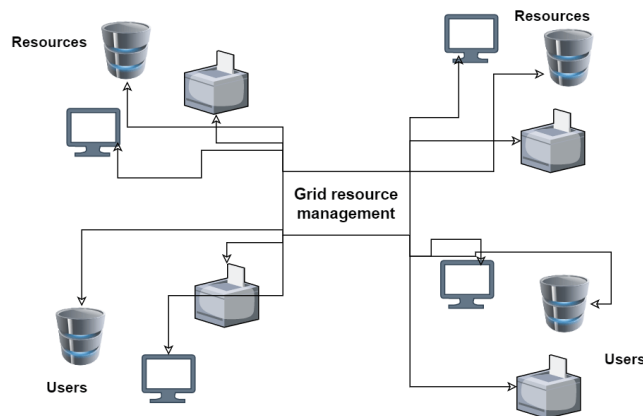 Resources
Resources
Grid resource
management
Users
Users